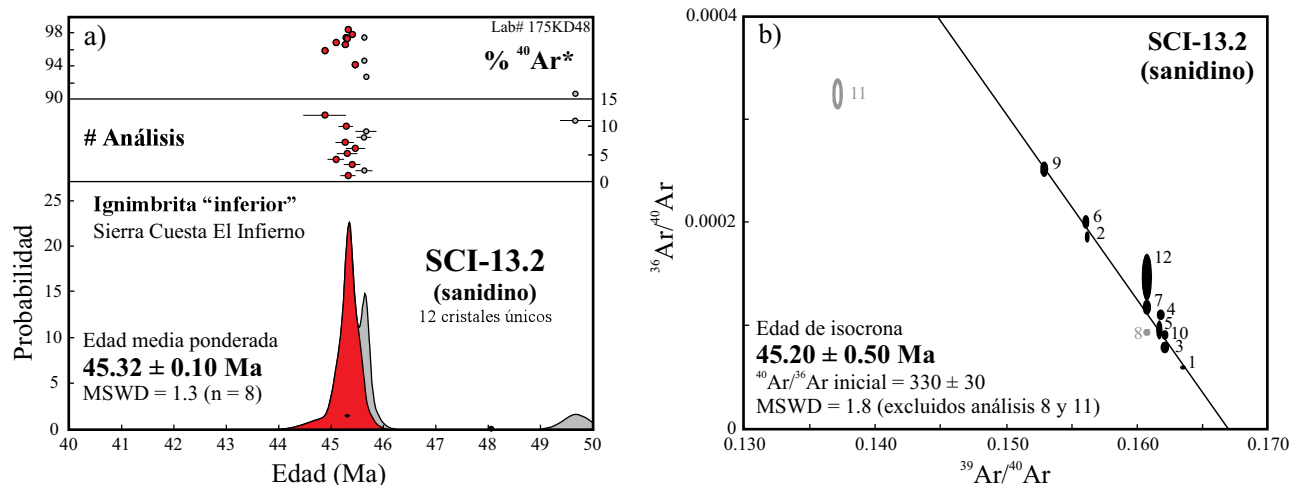 a)
Lab# 175KD48
% ⁴⁰Ar*
98
94
90
# Análisis
15
10
5
0
Ignimbrita “inferior”
Sierra Cuesta El Infierno
SCI-13.2
(sanidino)
12 cristales únicos
Edad media ponderada
45.32 ± 0.10 Ma
MSWD = 1.3 (n = 8)
Probabilidad
25
20
15
10
5
0
40 41 42 43 44 45 46 47 48 49 50
Edad (Ma)
b)
SCI-13.2
(sanidino)
0.0004
0.0002
0
³⁶Ar/⁴⁰Ar
11
9
6
2
12
7
4
5
8
10
3
1
Edad de isocrona
45.20 ± 0.50 Ma
⁴⁰Ar/³⁶Ar inicial = 330 ± 30
MSWD = 1.8 (excluidos análisis 8 y 11)
0.130 0.140 0.150 0.160 0.170
³⁹Ar/⁴⁰Ar